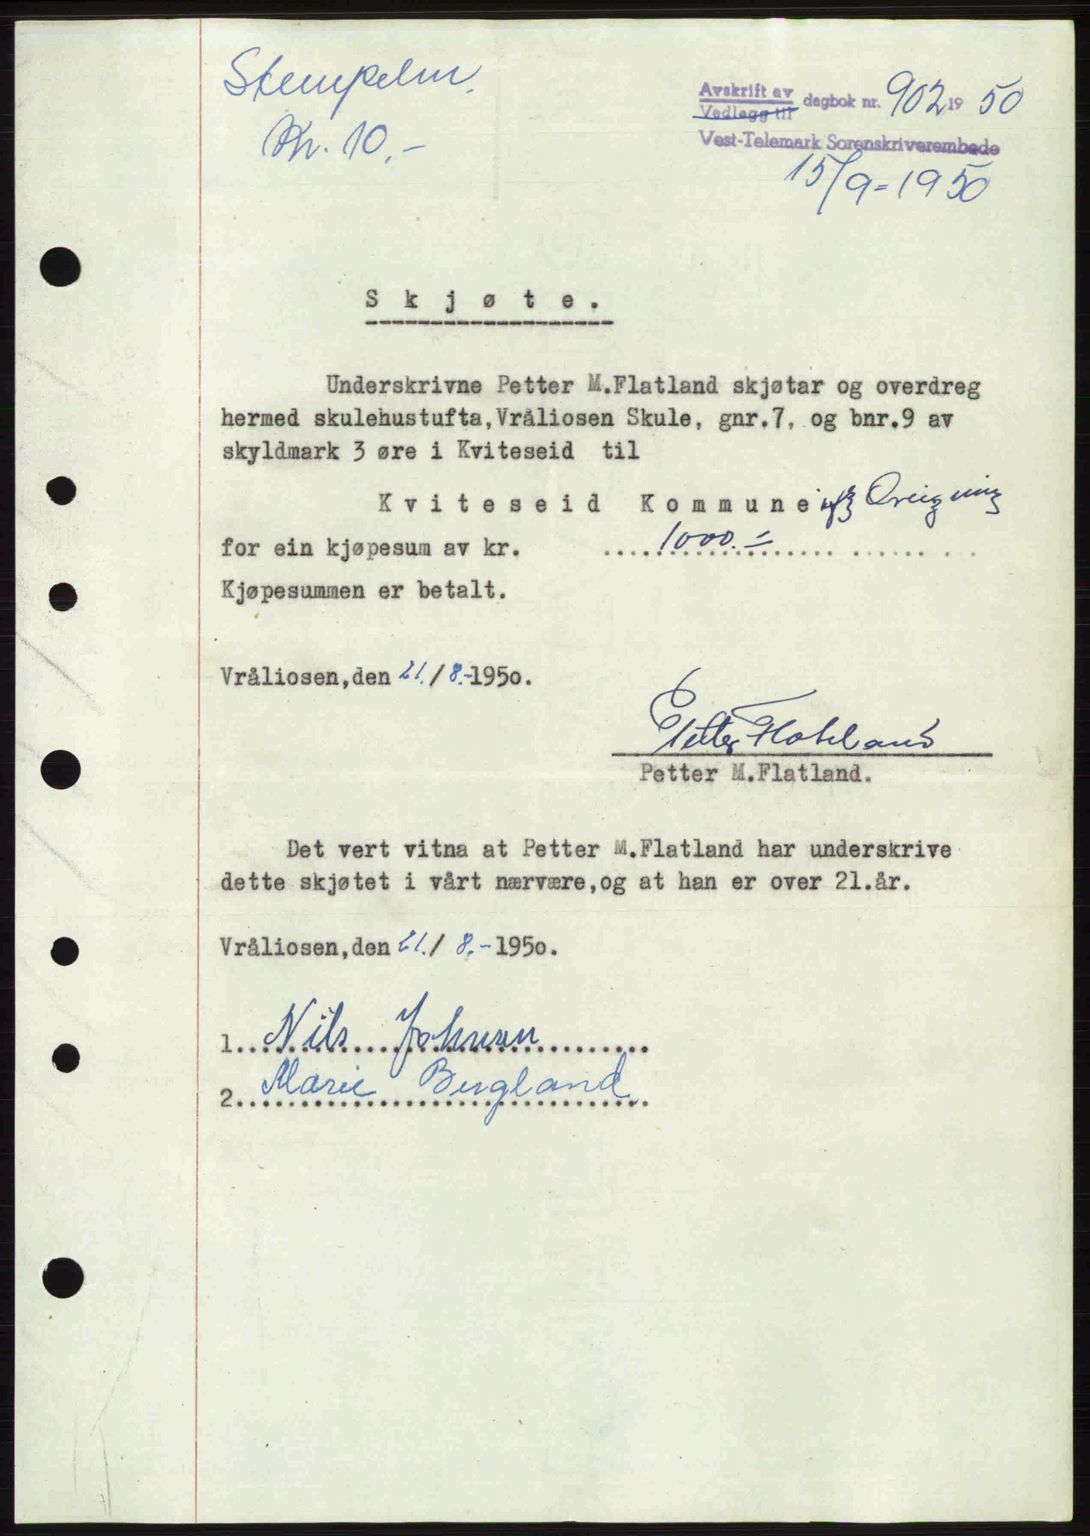 Stempelm.
Kr. 10.-
Avskrift av
Vedlegg til
dagbok nr. 902 1950
Vest-Telemark Sorenskriverembede
15/9-1950
Skjøte.
Underskrivne Petter M.Flatland skjøtar og overdreg
hermed skulehustufta,Vråliosen Skule, gnr.7, og bnr.9 av
skyldmark 3 øre i Kviteseid til
Kviteseid Kommune
for ein kjøpesum av kr. 1000.-
Kjøpesummen er betalt.
Vråliosen,den 21./8.-1950.
Petter Flatland
Petter M.Flatland.
Det vert vitna at Petter M.Flatland har underskrive
dette skjøtet i vårt nærvære,og at han er over 21.år.
Vråliosen,den 21./ 8.-1950.
1. Nils Johnsen
2. Marie Bergland